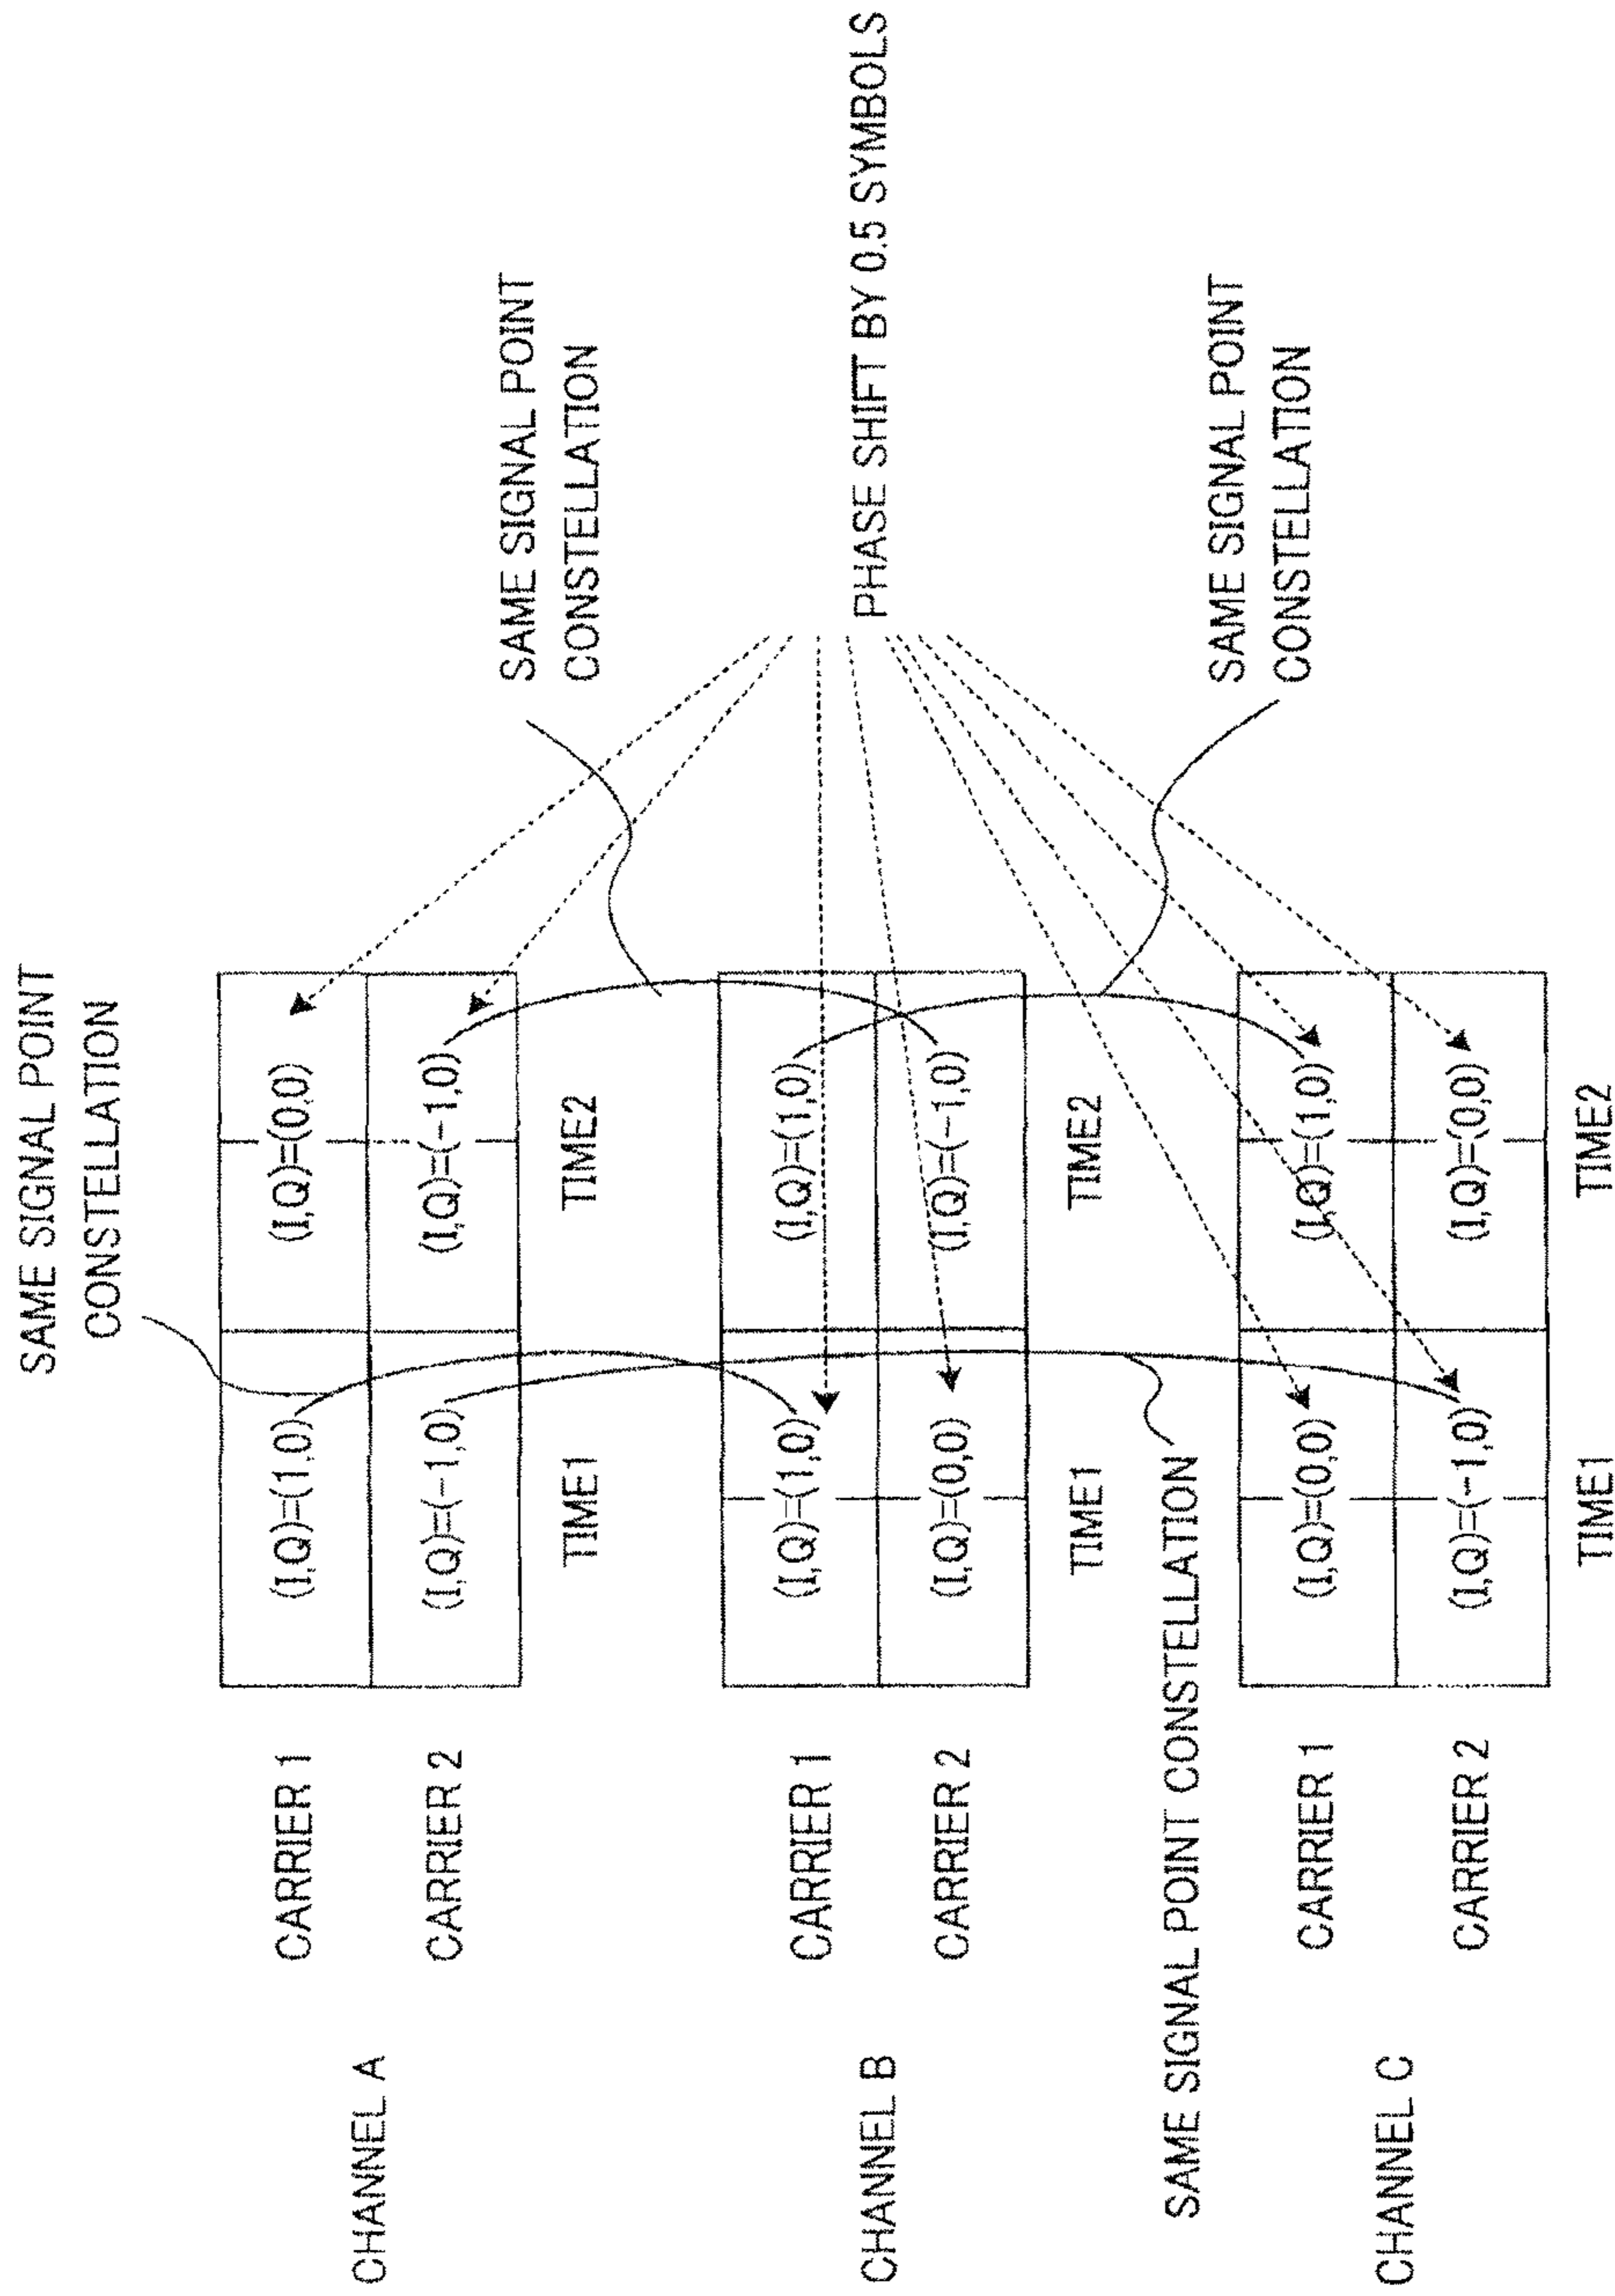 SAME SIGNAL POINT
CONSTELLATION
CHANNEL A
CARRIER 1
(I,Q)=(1,0)
(I,Q)=(0,0)
CARRIER 2
(I,Q)=(-1,0)
(I,Q)=(-1,0)
TIME1
TIME2
SAME SIGNAL POINT
CONSTELLATION
CHANNEL B
CARRIER 1
(I,Q)=(1,0)
(I,Q)=(1,0)
CARRIER 2
(I,Q)=(0,0)
(I,Q)=(-1,0)
TIME1
TIME2
PHASE SHIFT BY 0.5 SYMBOLS
SAME SIGNAL POINT CONSTELLATION
SAME SIGNAL POINT
CONSTELLATION
CHANNEL C
CARRIER 1
(I,Q)=(0,0)
(I,Q)=(1,0)
CARRIER 2
(I,Q)=(-1,0)
(I,Q)=(0,0)
TIME1
TIME2